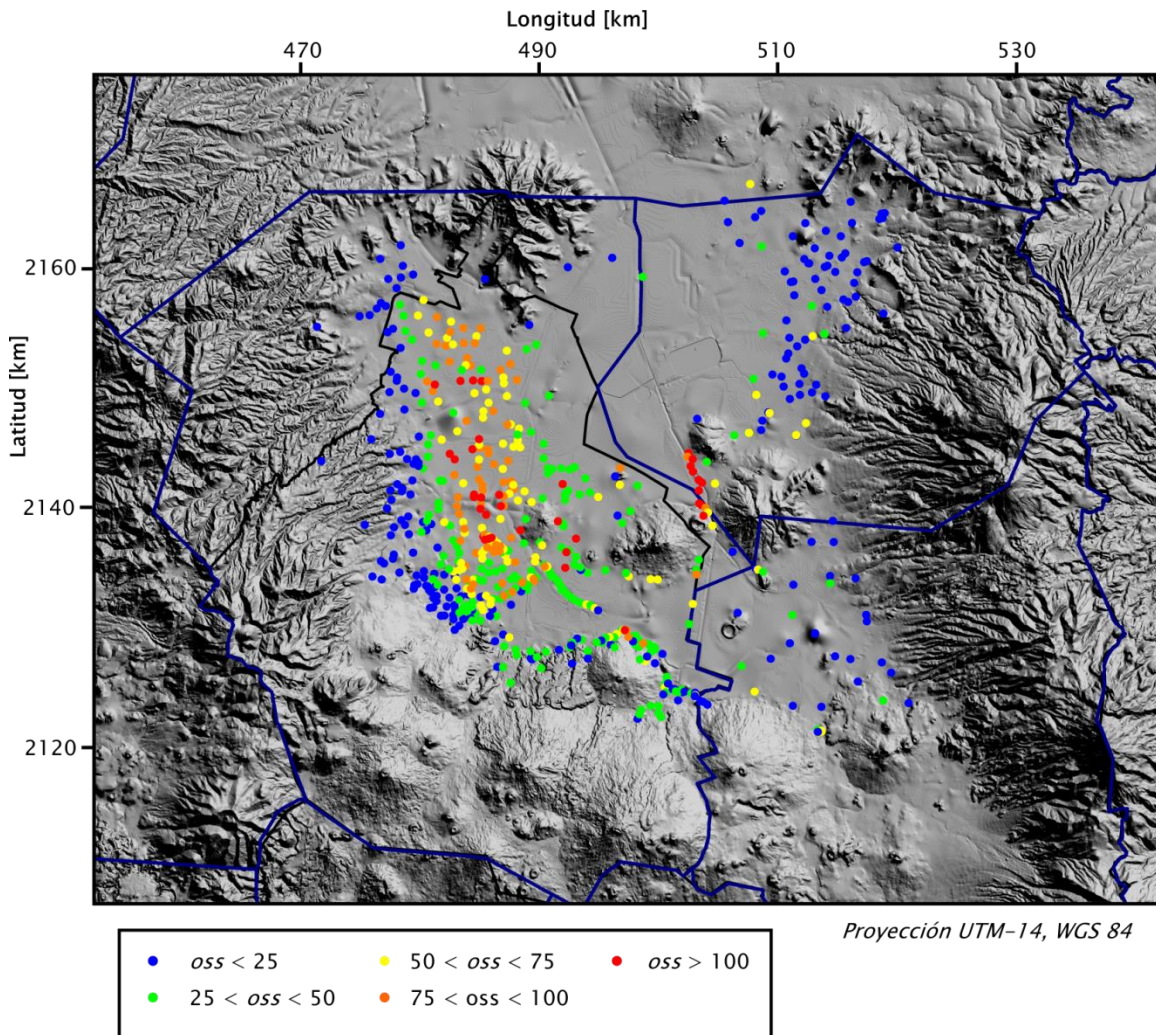 Longitud [km]
470 490 510 530
Latitud [km]
2160
2140
2120
Proyección UTM-14, WGS 84
oss < 25 50 < oss < 75 oss > 100
25 < oss < 50 75 < oss < 100